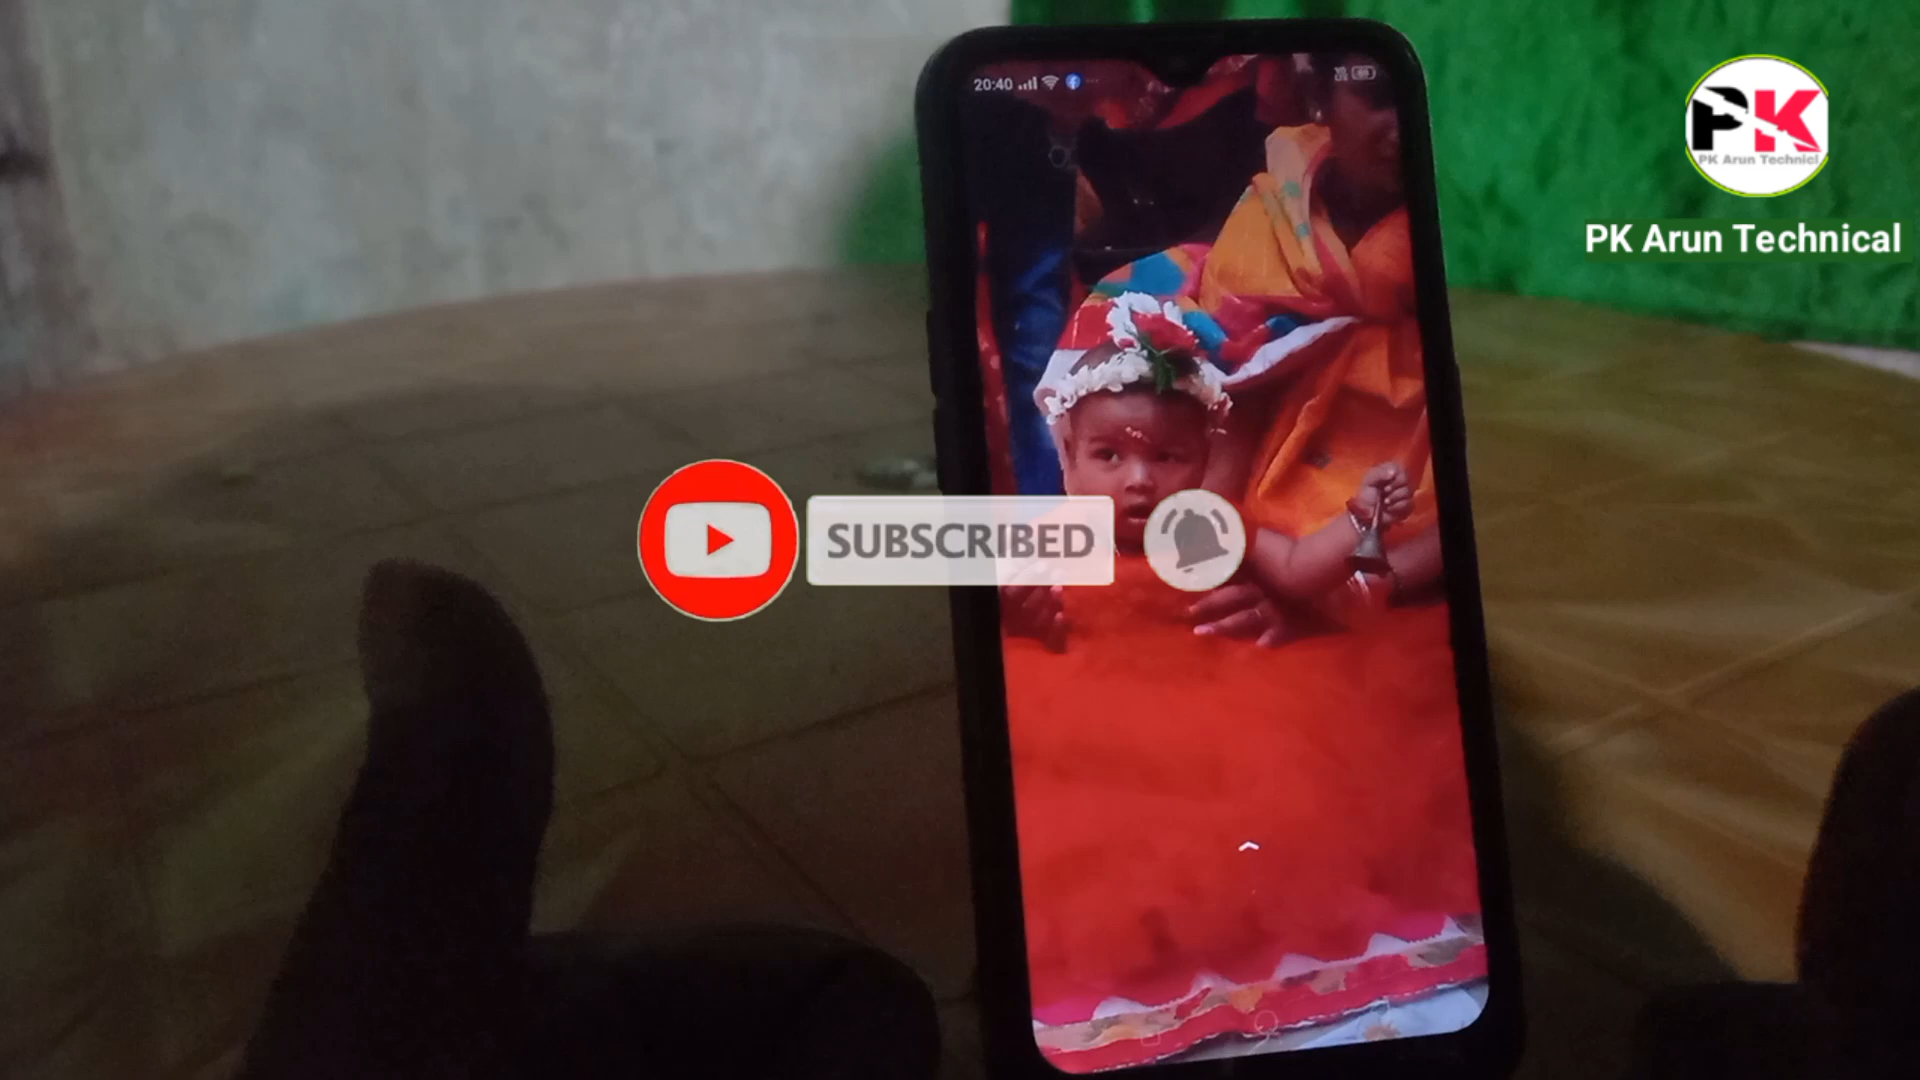 20:40
PK
PK Arun Technicl
PK Arun Technical
SUBSCRIBED